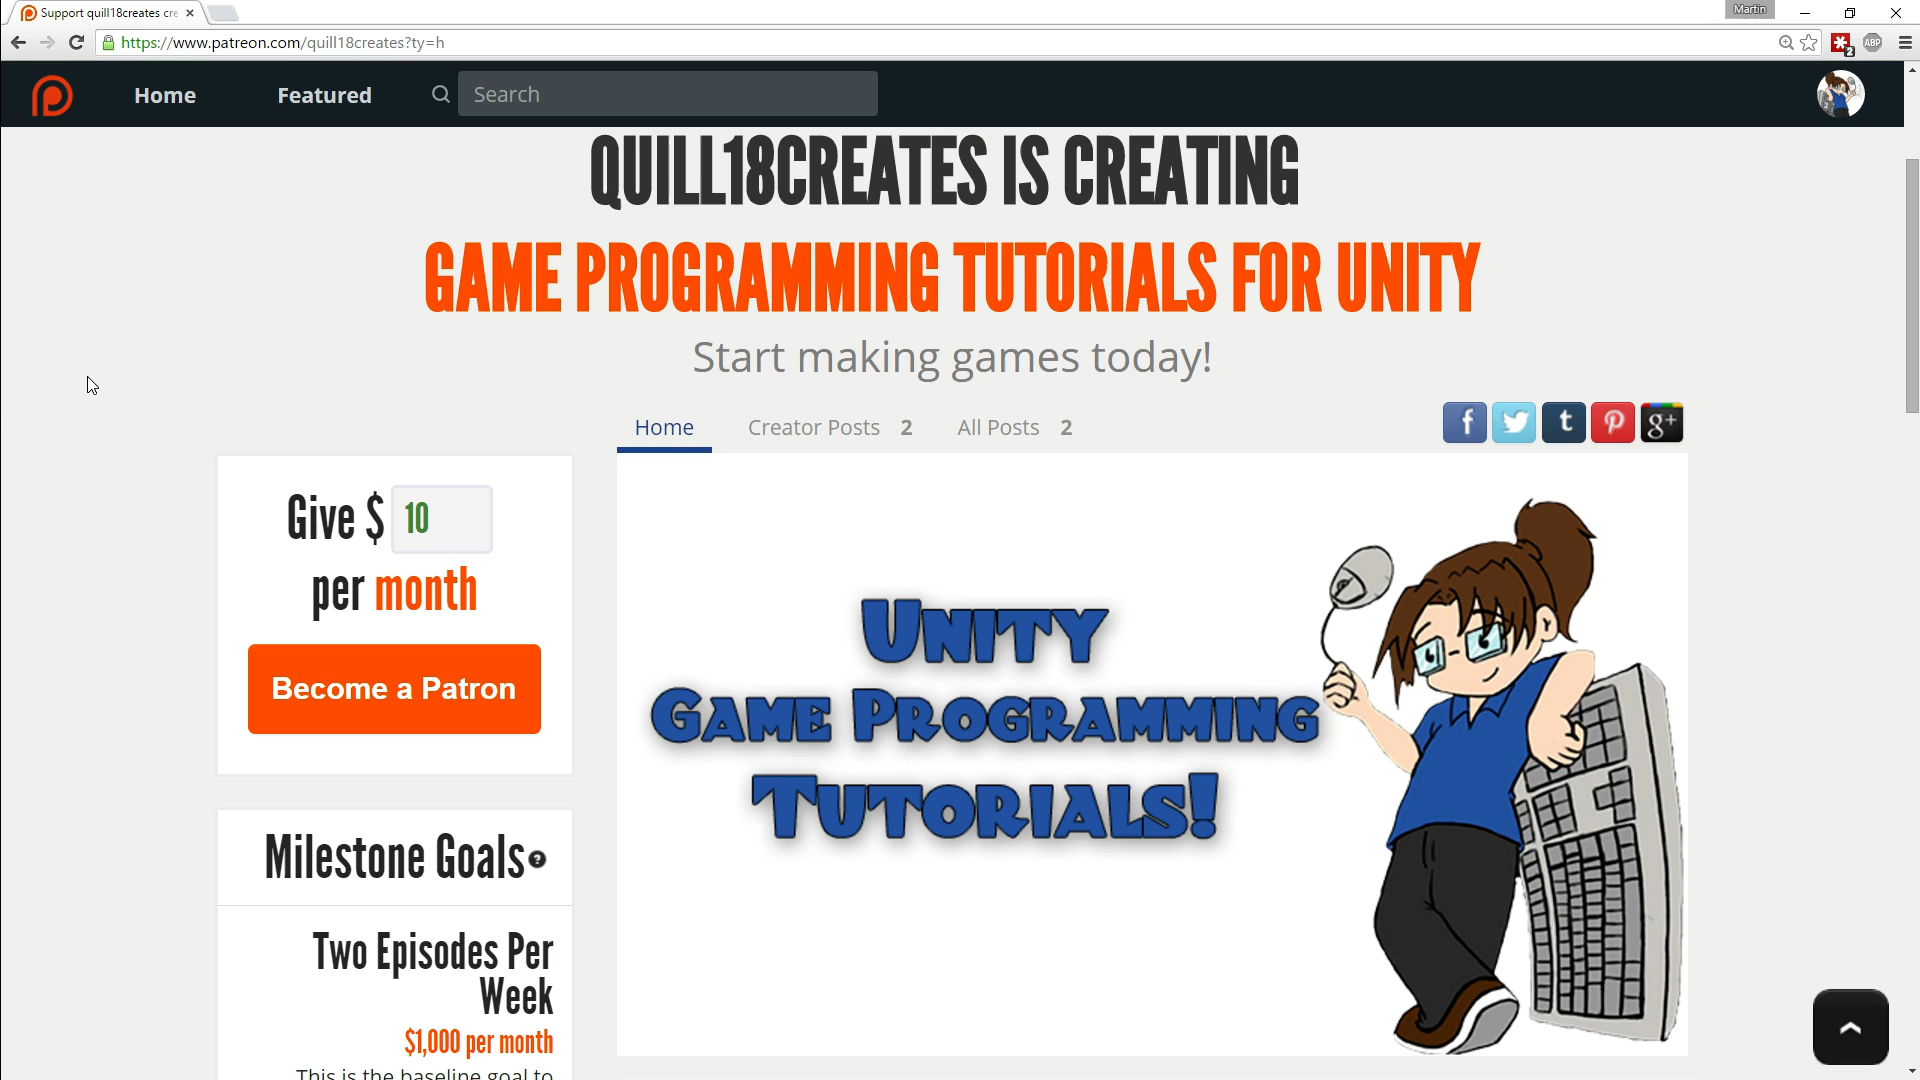 Support quill18creates cre
Martin
https://www.patreon.com/quill18creates?ty=h
2
ABP
Home
Featured
Search
QUILL18CREATES IS CREATING
GAME PROGRAMMING TUTORIALS FOR UNITY
Start making games today!
Home
Creator Posts 2
All Posts 2
f
t
g+
Give $ 10
per month
Become a Patron
Milestone Goals
?
Two Episodes Per
Week
$1,000 per month
This is the baseline goal to
UNITY
GAME PROGRAMMING
TUTORIALS!